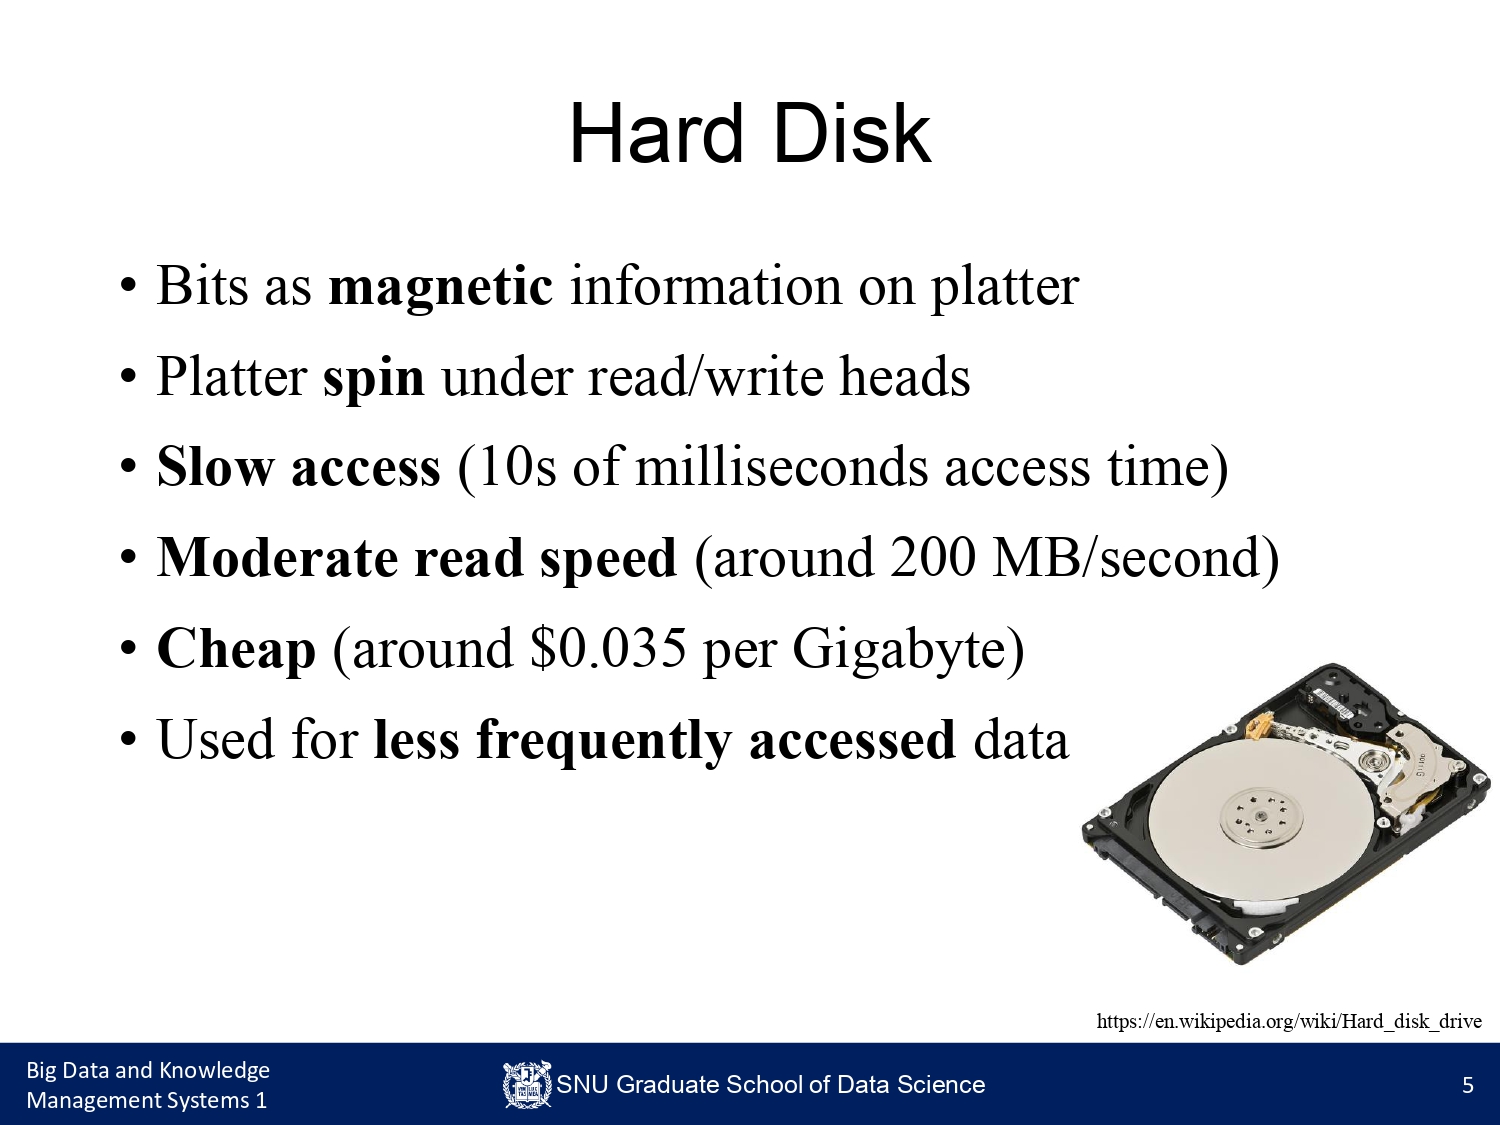 Hard Disk
• Bits as magnetic information on platter
• Platter spin under read/write heads
• Slow access (10s of milliseconds access time)
• Moderate read speed (around 200 MB/second)
• Cheap (around $0.035 per Gigabyte)
• Used for less frequently accessed data
https://en.wikipedia.org/wiki/Hard_disk_drive
Big Data and Knowledge
Management Systems 1
SNU Graduate School of Data Science
5